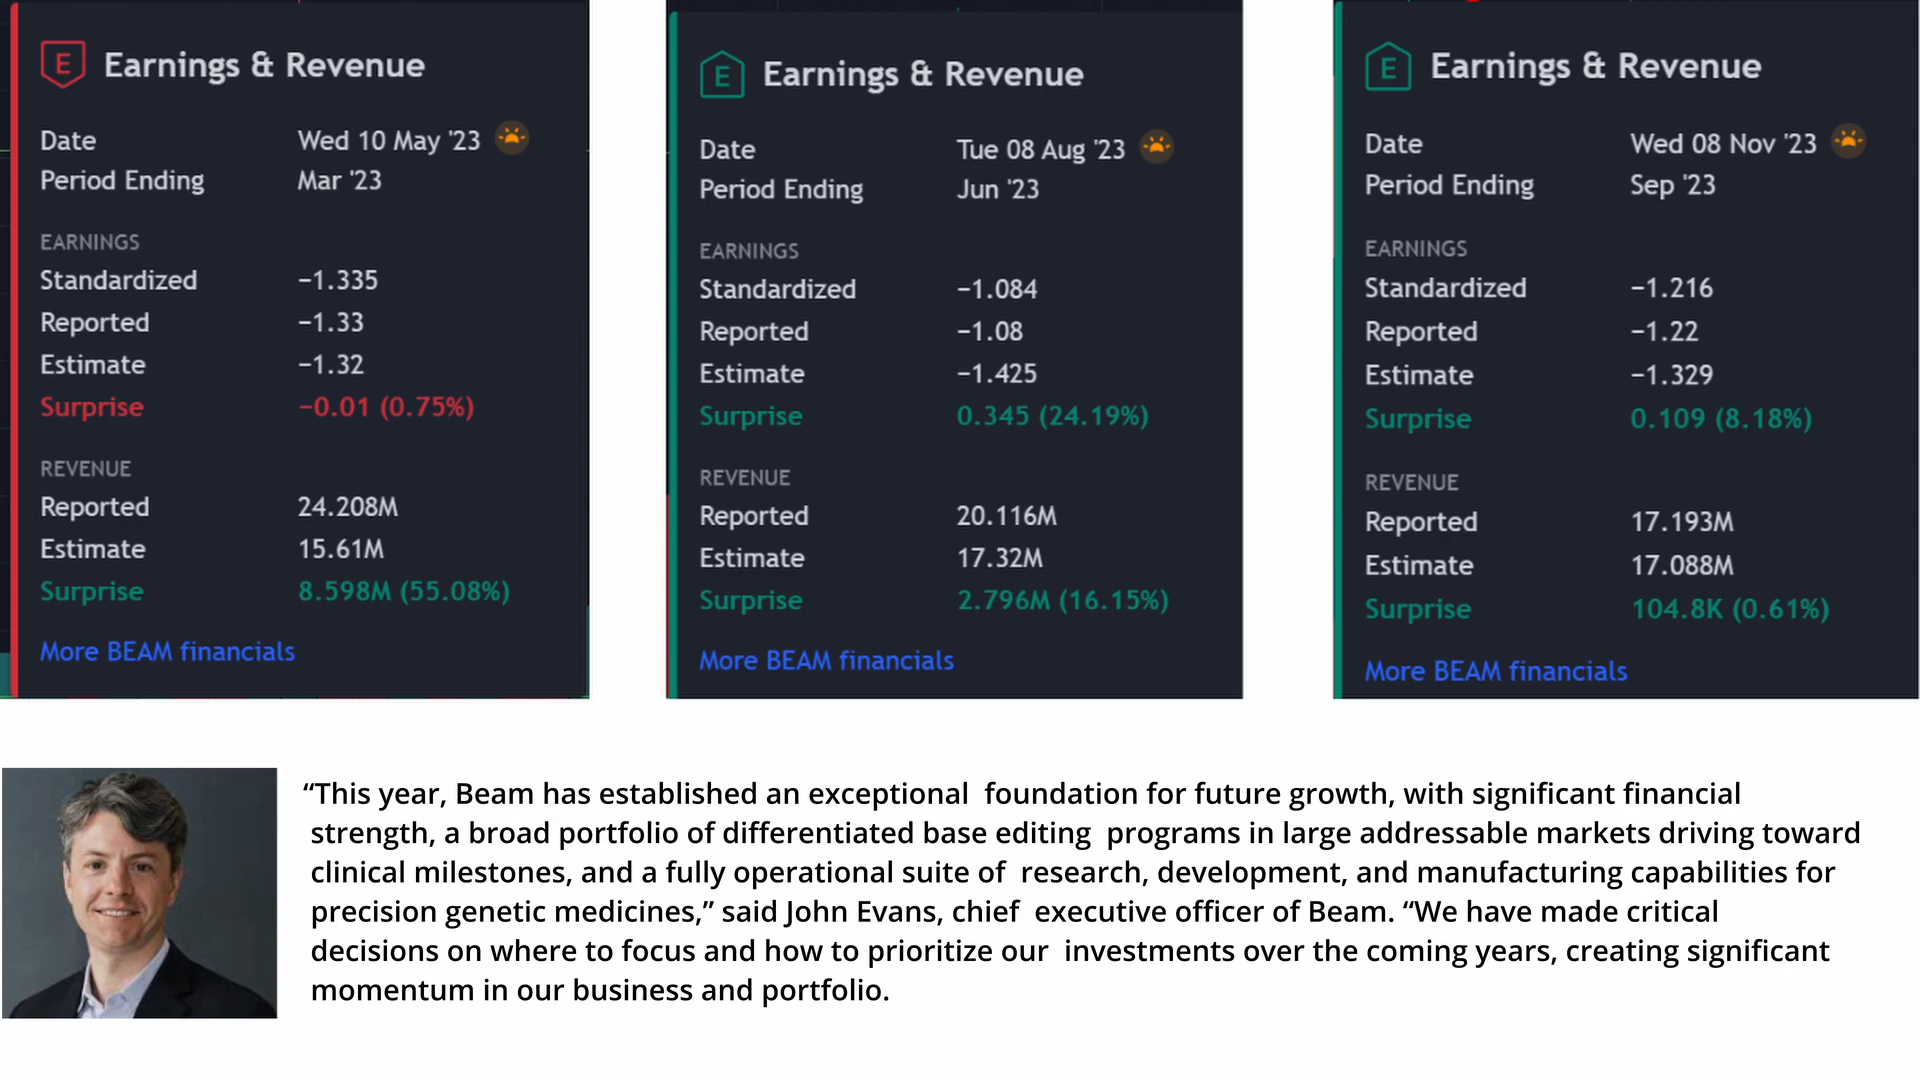 E Earnings & Revenue
Date Wed 10 May '23
Period Ending Mar '23
EARNINGS
Standardized −1.335
Reported −1.33
Estimate −1.32
Surprise −0.01 (0.75%)
REVENUE
Reported 24.208M
Estimate 15.61M
Surprise 8.598M (55.08%)
More BEAM financials
E Earnings & Revenue
Date Tue 08 Aug '23
Period Ending Jun '23
EARNINGS
Standardized −1.084
Reported −1.08
Estimate −1.425
Surprise 0.345 (24.19%)
REVENUE
Reported 20.116M
Estimate 17.32M
Surprise 2.796M (16.15%)
More BEAM financials
E Earnings & Revenue
Date Wed 08 Nov '23
Period Ending Sep '23
EARNINGS
Standardized −1.216
Reported −1.22
Estimate −1.329
Surprise 0.109 (8.18%)
REVENUE
Reported 17.193M
Estimate 17.088M
Surprise 104.8K (0.61%)
More BEAM financials
“This year, Beam has established an exceptional foundation for future growth, with significant financial
strength, a broad portfolio of differentiated base editing programs in large addressable markets driving toward
clinical milestones, and a fully operational suite of research, development, and manufacturing capabilities for
precision genetic medicines,” said John Evans, chief executive officer of Beam. “We have made critical
decisions on where to focus and how to prioritize our investments over the coming years, creating significant
momentum in our business and portfolio.